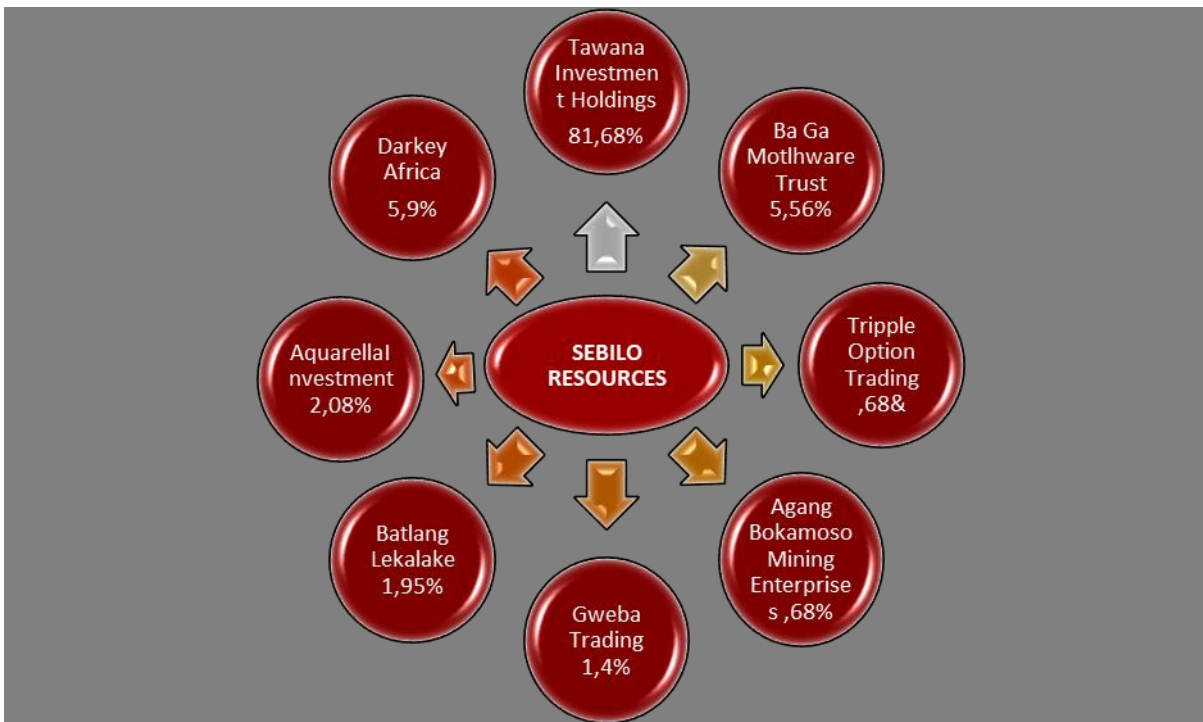 Tawana
Investmen
t Holdings
81,68%
Ba Ga
Motlhware
Trust
5,56%
Tripple
Option
Trading
,68&
Agang
Bokamoso
Mining
Enterprise
s ,68%
Gweba
Trading
1,4%
Batlang
Lekalake
1,95%
AquarellaI
nvestment
2,08%
Darkey
Africa
5,9%
SEBILO
RESOURCES